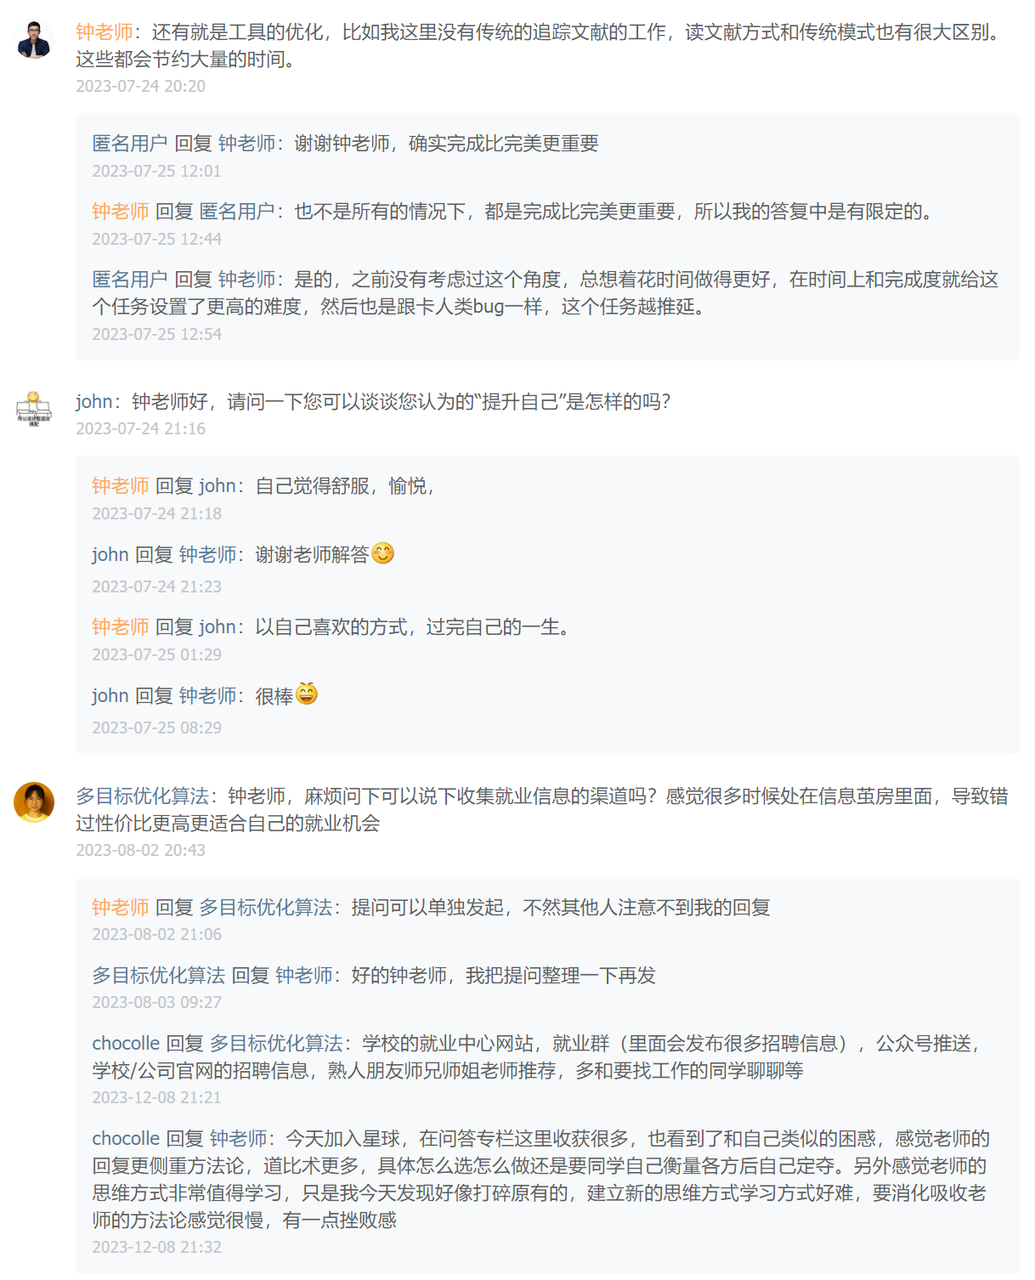 钟老师：还有就是工具的优化，比如我这里没有传统的追踪文献的工作，读文献方式和传统模式也有很大区别。
这些都会节约大量的时间。
2023-07-24 20:20
匿名用户 回复 钟老师：谢谢钟老师，确实完成比完美更重要
2023-07-25 12:01
钟老师 回复 匿名用户：也不是所有的情况下，都是完成比完美更重要，所以我的答复中是有限定的。
2023-07-25 12:44
匿名用户 回复 钟老师：是的，之前没有考虑过这个角度，总想着花时间做得更好，在时间上和完成度就给这
个任务设置了更高的难度，然后也是跟卡人类bug一样，这个任务越推延。
2023-07-25 12:54
john：钟老师好，请问一下您可以谈谈您认为的“提升自己”是怎样的吗？
2023-07-24 21:16
钟老师 回复 john：自己觉得舒服，愉悦，
2023-07-24 21:18
john 回复 钟老师：谢谢老师解答😊
2023-07-24 21:23
钟老师 回复 john：以自己喜欢的方式，过完自己的一生。
2023-07-25 01:29
john 回复 钟老师：很棒😆
2023-07-25 08:29
多目标优化算法：钟老师，麻烦问下可以说下收集就业信息的渠道吗？感觉很多时候处在信息茧房里面，导致错
过性价比更高更适合自己的就业机会
2023-08-02 20:43
钟老师 回复 多目标优化算法：提问可以单独发起，不然其他人注意不到我的回复
2023-08-02 21:06
多目标优化算法 回复 钟老师：好的钟老师，我把提问整理一下再发
2023-08-03 09:27
chocolle 回复 多目标优化算法：学校的就业中心网站，就业群（里面会发布很多招聘信息），公众号推送，
学校/公司官网的招聘信息，熟人朋友师兄师姐老师推荐，多和要找工作的同学聊聊等
2023-12-08 21:21
chocolle 回复 钟老师：今天加入星球，在问答专栏这里收获很多，也看到了和自己类似的困惑，感觉老师的
回复更侧重方法论，道比术更多，具体怎么选怎么做还是要同学自己衡量各方后自己定夺。另外感觉老师的
思维方式非常值得学习，只是我今天发现好像打碎原有的，建立新的思维方式学习方式好难，要消化吸收老
师的方法论感觉很慢，有一点挫败感
2023-12-08 21:32